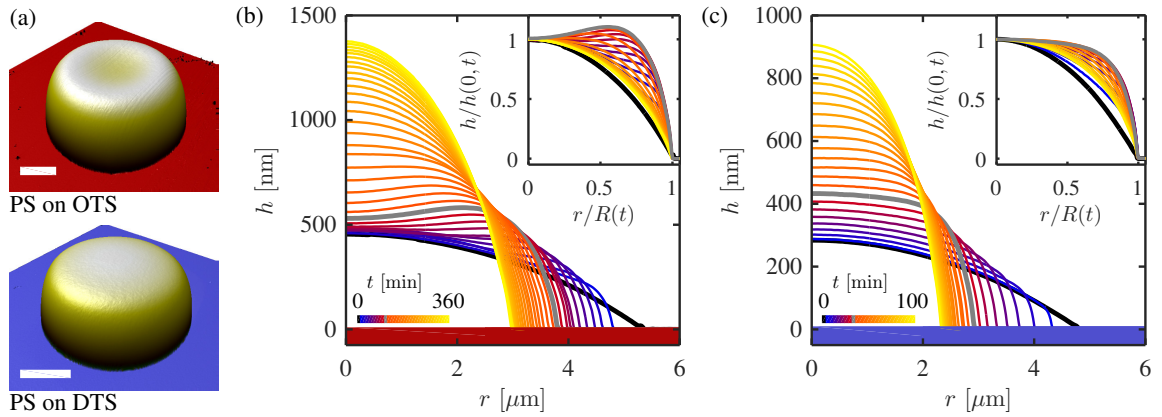 (a)
PS on OTS
PS on DTS
(b)
1500
1000
500
0
h [nm]
0
2
4
6
r [μm]
t [min]
0
360
1
0.5
0
h/h(0, t)
0
0.5
1
r/R(t)
(c)
1000
800
600
400
200
0
h [nm]
0
2
4
6
r [μm]
t [min]
0
100
1
0.5
0
h/h(0, t)
0
0.5
1
r/R(t)